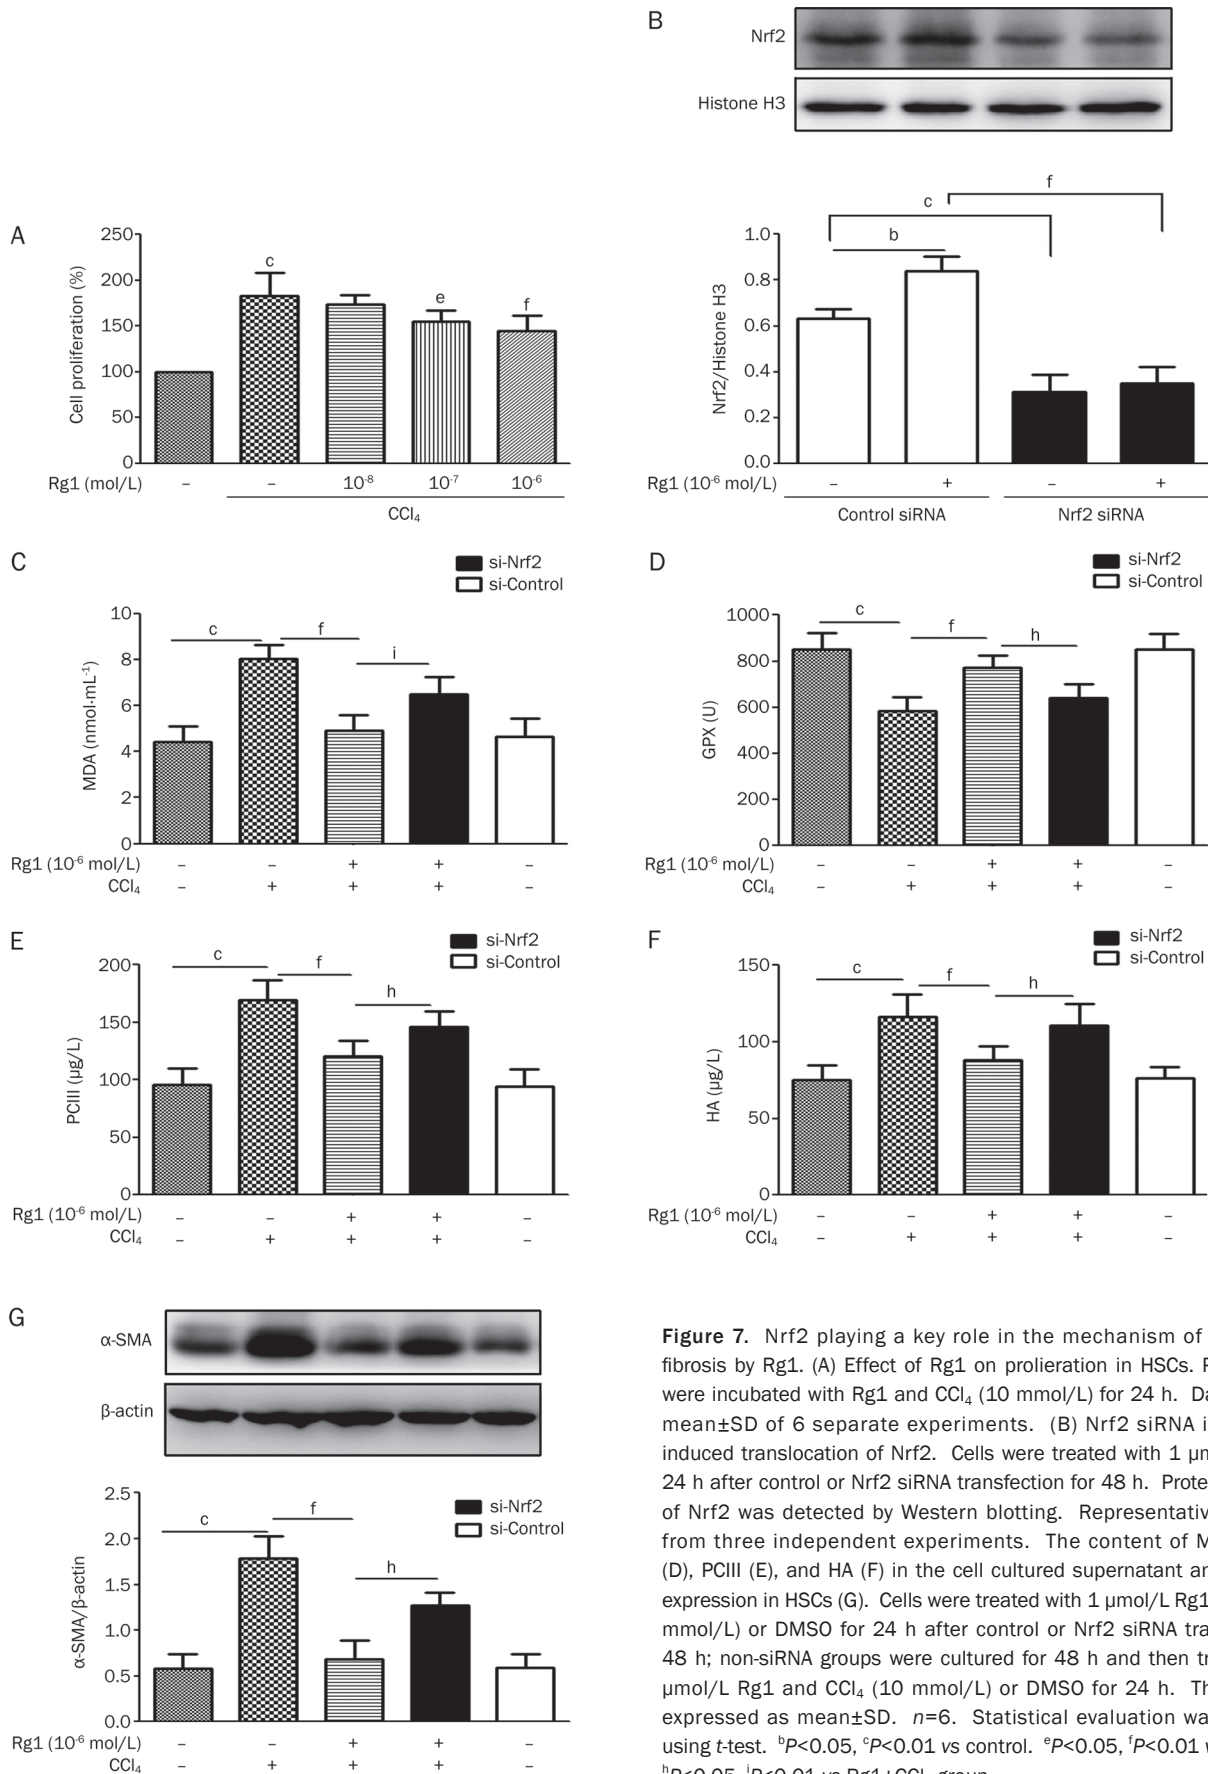 B
Nrf2
Histone H3
f
c
b
1.0
0.8
0.6
0.4
0.2
0.0
Nrf2/Histone H3
Rg1 (10⁻⁶ mol/L) – + – +
Control siRNA Nrf2 siRNA
A
250
200
150
100
50
0
Cell proliferation (%)
c
e
f
Rg1 (mol/L) – – 10⁻⁸ 10⁻⁷ 10⁻⁶
CCl₄
C
si-Nrf2
si-Control
10
8
6
4
2
0
MDA (nmol·mL⁻¹)
c
f
i
Rg1 (10⁻⁶ mol/L) – – + + –
CCl₄ – + + + –
D
si-Nrf2
si-Control
1000
800
600
400
200
0
GPX (U)
c
f
h
Rg1 (10⁻⁶ mol/L) – – + + –
CCl₄ – + + + –
E
si-Nrf2
si-Control
200
150
100
50
0
PCIII (µg/L)
c
f
h
Rg1 (10⁻⁶ mol/L) – – + + –
CCl₄ – + + + –
F
si-Nrf2
si-Control
150
100
50
0
HA (µg/L)
c
f
h
Rg1 (10⁻⁶ mol/L) – – + + –
CCl₄ – + + + –
G
α-SMA
β-actin
2.5
2.0
1.5
1.0
0.5
0.0
α-SMA/β-actin
si-Nrf2
si-Control
c
f
h
Rg1 (10⁻⁶ mol/L) – – + + –
CCl₄ – + + + –
Figure 7. Nrf2 playing a key role in the mechanism of
fibrosis by Rg1. (A) Effect of Rg1 on prolieration in HSCs.
were incubated with Rg1 and CCl₄ (10 mmol/L) for 24 h.
mean±SD of 6 separate experiments. (B) Nrf2 siRNA
induced translocation of Nrf2. Cells were treated with 1
24 h after control or Nrf2 siRNA transfection for 48 h.
of Nrf2 was detected by Western blotting.
from three independent experiments. The content of
(D), PCIII (E), and HA (F) in the cell cultured supernatant
expression in HSCs (G). Cells were treated with 1 µmol/L Rg1
mmol/L) or DMSO for 24 h after control or Nrf2 siRNA
48 h; non-siRNA groups were cultured for 48 h and then
µmol/L Rg1 and CCl₄ (10 mmol/L) or DMSO for 24 h.
expressed as mean±SD. n=6. Statistical evaluation
using t-test. ᵇP<0.05, ᶜP<0.01 vs control. ᵉP<0.05, ᶠP<0.01
ʰP<0.05, ⁱP<0.01 vs Rg1+CCl₄ group.